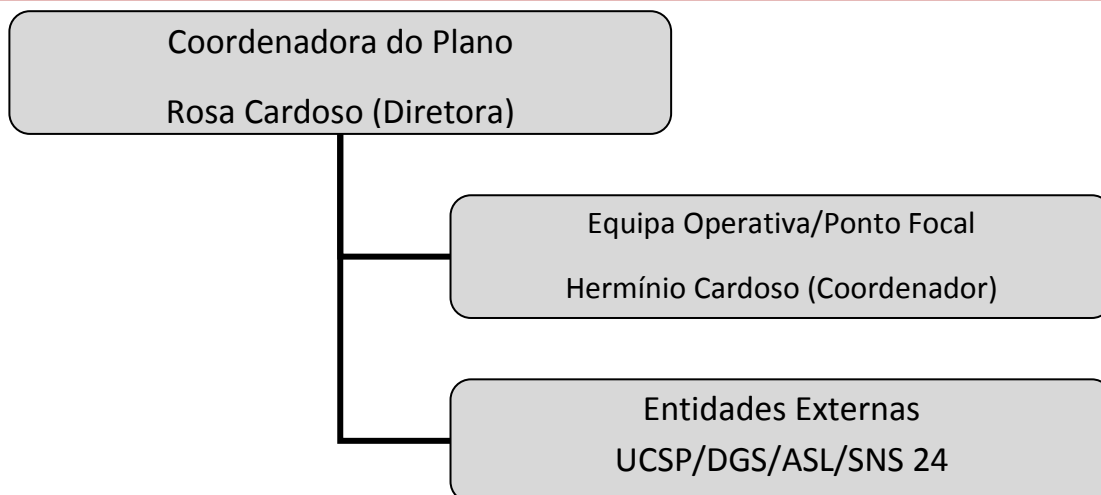 Coordenadora do Plano
Rosa Cardoso (Diretora)
Equipa Operativa/Ponto Focal
Hermínio Cardoso (Coordenador)
Entidades Externas
UCSP/DGS/ASL/SNS 24